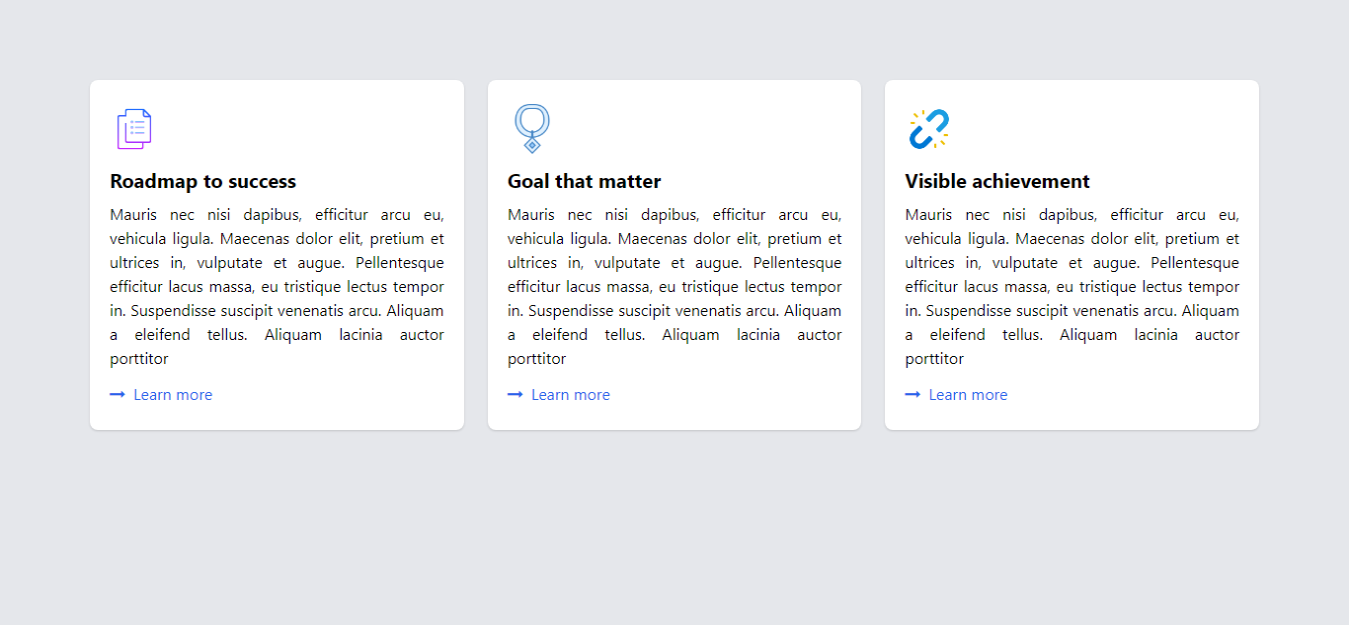 Roadmap to success
Mauris nec nisi dapibus, efficitur arcu eu,
vehicula ligula. Maecenas dolor elit, pretium et
ultrices in, vulputate et augue. Pellentesque
efficitur lacus massa, eu tristique lectus tempor
in. Suspendisse suscipit venenatis arcu. Aliquam
a eleifend tellus. Aliquam lacinia auctor
porttitor
Learn more
Goal that matter
Mauris nec nisi dapibus, efficitur arcu eu,
vehicula ligula. Maecenas dolor elit, pretium et
ultrices in, vulputate et augue. Pellentesque
efficitur lacus massa, eu tristique lectus tempor
in. Suspendisse suscipit venenatis arcu. Aliquam
a eleifend tellus. Aliquam lacinia auctor
porttitor
Learn more
Visible achievement
Mauris nec nisi dapibus, efficitur arcu eu,
vehicula ligula. Maecenas dolor elit, pretium et
ultrices in, vulputate et augue. Pellentesque
efficitur lacus massa, eu tristique lectus tempor
in. Suspendisse suscipit venenatis arcu. Aliquam
a eleifend tellus. Aliquam lacinia auctor
porttitor
Learn more